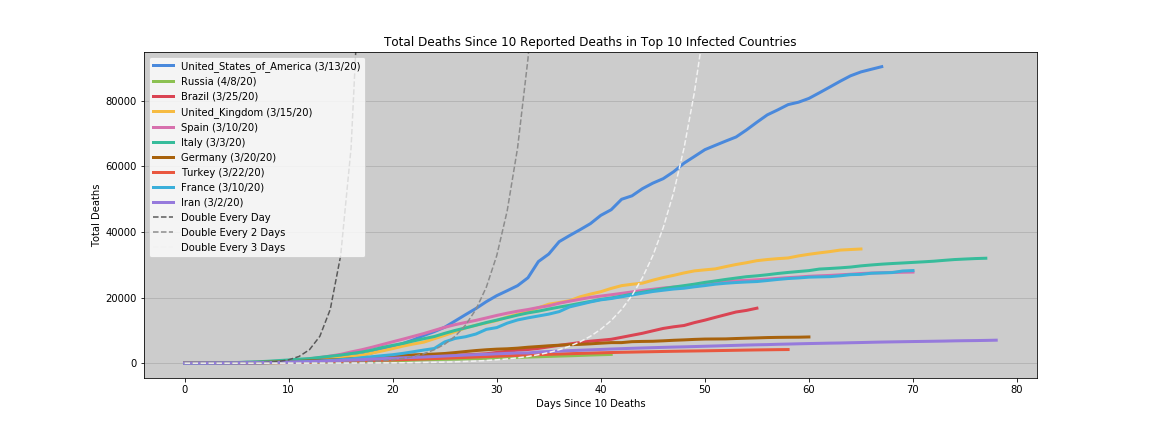 Total Deaths Since 10 Reported Deaths in Top 10 Infected Countries
United_States_of_America (3/13/20)
Russia (4/8/20)
Brazil (3/25/20)
United_Kingdom (3/15/20)
Spain (3/10/20)
Italy (3/3/20)
Germany (3/20/20)
Turkey (3/22/20)
France (3/10/20)
Iran (3/2/20)
Double Every Day
Double Every 2 Days
Double Every 3 Days
Total Deaths
80000
60000
40000
20000
0
0 10 20 30 40 50 60 70 80
Days Since 10 Deaths